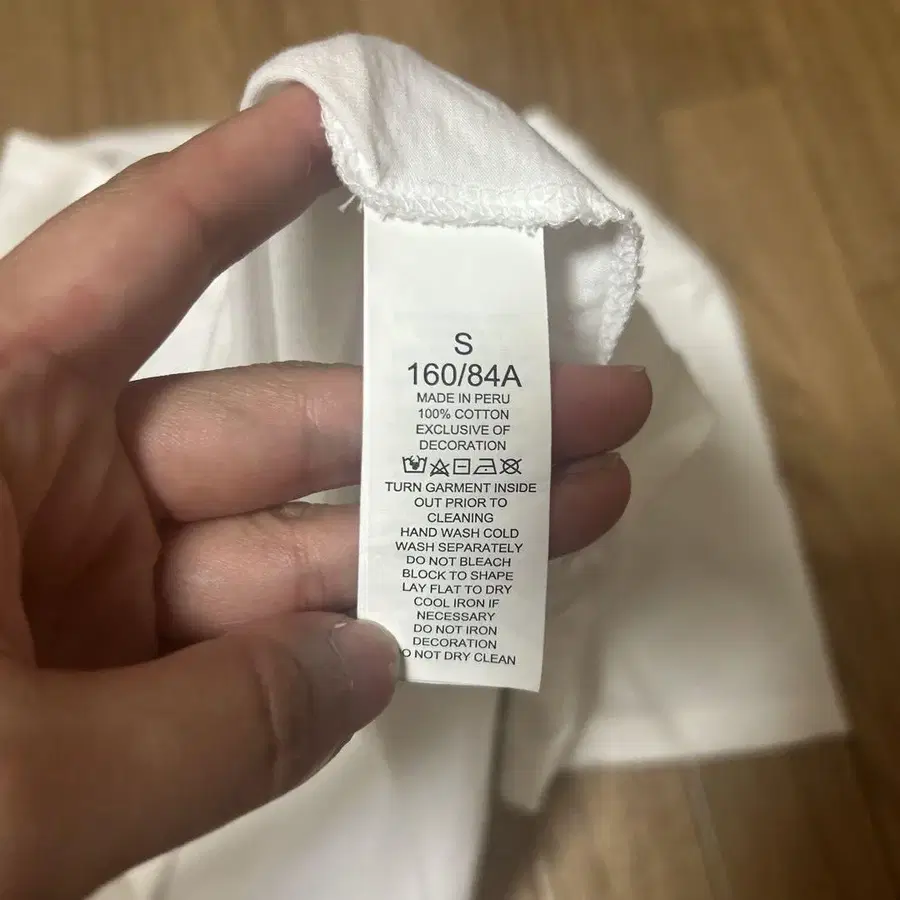 S
160/84A
MADE IN PERU
100% COTTON
EXCLUSIVE OF
DECORATION
TURN GARMENT INSIDE
OUT PRIOR TO
CLEANING
HAND WASH COLD
WASH SEPARATELY
DO NOT BLEACH
BLOCK TO SHAPE
LAY FLAT TO DRY
COOL IRON IF
NECESSARY
DO NOT IRON
DECORATION
DO NOT DRY CLEAN